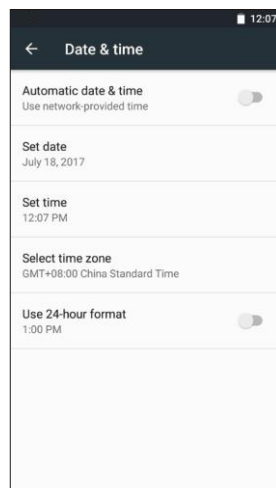 12:07
Date & time
Automatic date & time
Use network-provided time
Set date
July 18, 2017
Set time
12:07 PM
Select time zone
GMT+08:00 China Standard Time
Use 24-hour format
1:00 PM